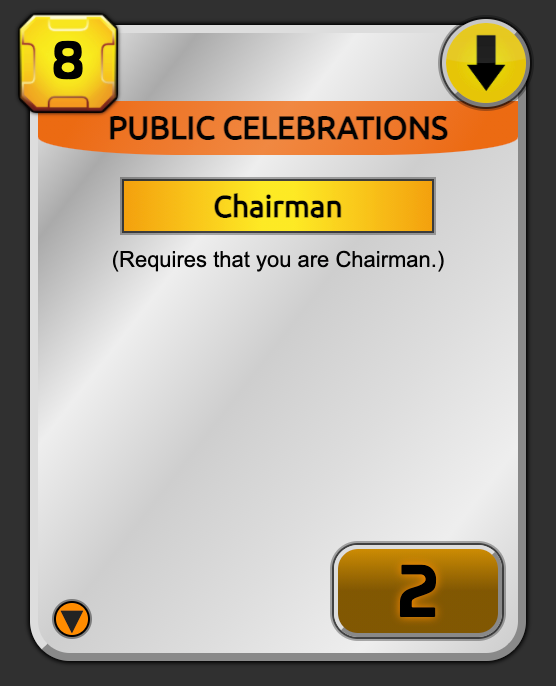 8
PUBLIC CELEBRATIONS
Chairman
(Requires that you are Chairman.)
2